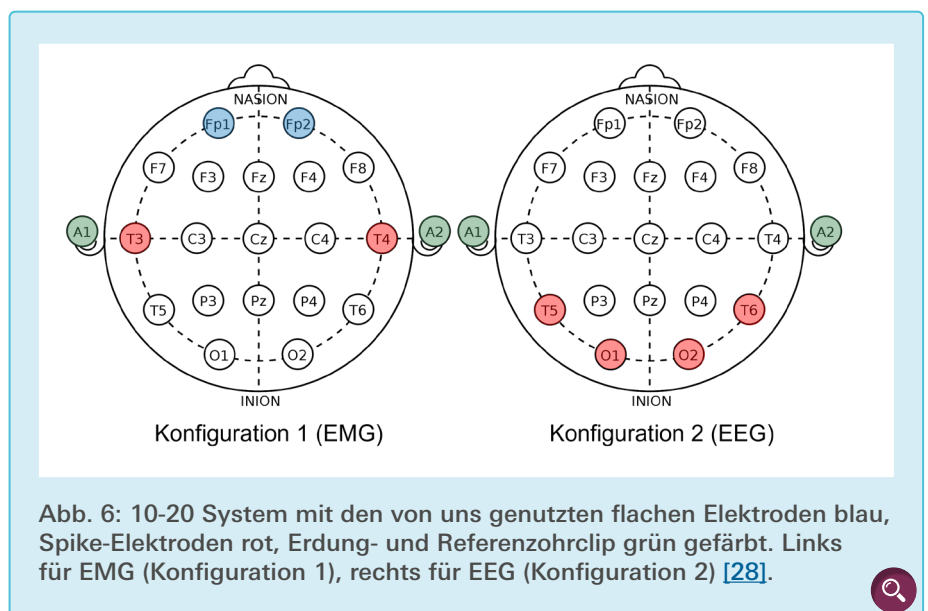 NASION
Fp1 Fp2
F7 F3 Fz F4 F8
A1 T3 C3 Cz C4 T4 A2
T5 P3 Pz P4 T6
O1 O2
INION
Konfiguration 1 (EMG)
NASION
Fp1 Fp2
F7 F3 Fz F4 F8
A1 T3 C3 Cz C4 T4 A2
T5 P3 Pz P4 T6
O1 O2
INION
Konfiguration 2 (EEG)
Abb. 6: 10-20 System mit den von uns genutzten flachen Elektroden blau,
Spike-Elektroden rot, Erdung- und Referenzohrclip grün gefärbt. Links
für EMG (Konfiguration 1), rechts für EEG (Konfiguration 2) [28].